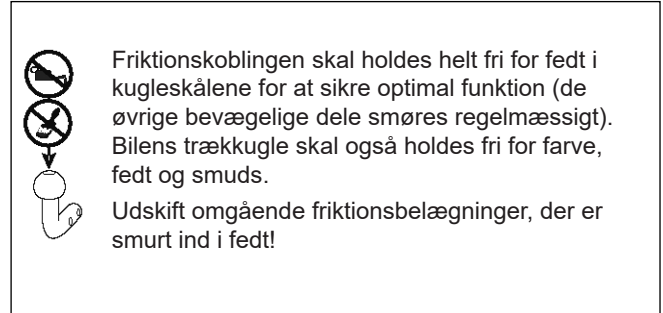 Friktionskoblingen skal holdes helt fri for fedt i
kugleskålene for at sikre optimal funktion (de
øvrige bevægelige dele smøres regelmæssigt).
Bilens trækkugle skal også holdes fri for farve,
fedt og smuds.
Udskift omgående friktionsbelægninger, der er
smurt ind i fedt!